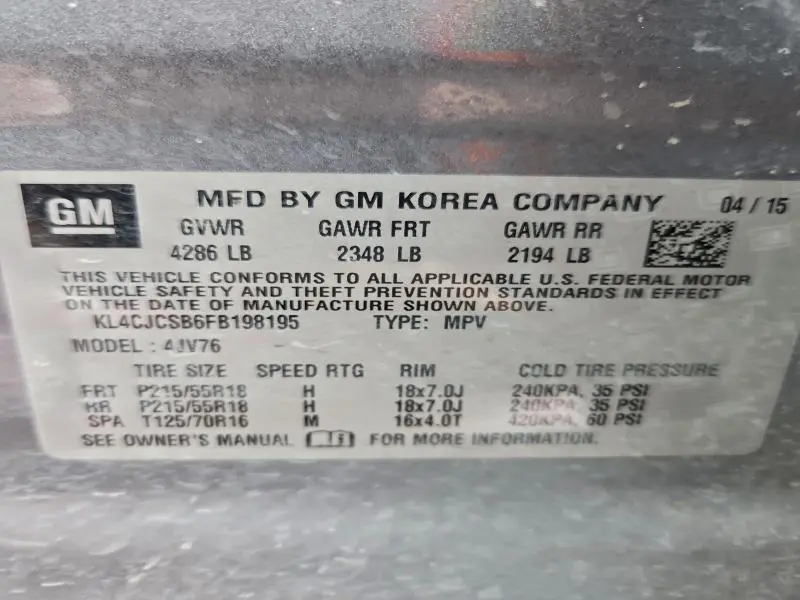 GM MFD BY GM KOREA COMPANY 04 / 15
GVWR GAWR FRT GAWR RR
4286 LB 2348 LB 2194 LB
THIS VEHICLE CONFORMS TO ALL APPLICABLE U.S. FEDERAL MOTOR
VEHICLE SAFETY AND THEFT PREVENTION STANDARDS IN EFFECT
ON THE DATE OF MANUFACTURE SHOWN ABOVE.
KL4CJCSB6FB198195 TYPE: MPV
MODEL : 4JV76
TIRE SIZE SPEED RTG RIM COLD TIRE PRESSURE
FRT P215/55R18 H 18x7.0J 240KPA, 35 PSI
RR P215/55R18 H 18x7.0J 240KPA, 35 PSI
SPA T125/70R16 M 16x4.0T 420KPA, 60 PSI
SEE OWNER'S MANUAL FOR MORE INFORMATION.